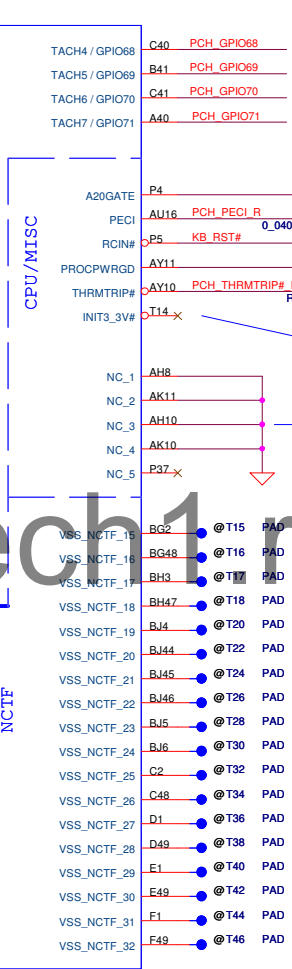 TACH4 / GPIO68 C40 PCH_GPIO68
TACH5 / GPIO69 B41 PCH_GPIO69
TACH6 / GPIO70 C41 PCH_GPIO70
TACH7 / GPIO71 A40 PCH_GPIO71
CPU/MISC
A20GATE P4
PECI AU16 PCH_PECI_R 0_040
RCIN# P5 KB_RST#
PROCPWRGD AY11
THRMTRIP# AY10 PCH_THRMTRIP#_ R
INIT3_3V# T14
NC_1 AH8
NC_2 AK11
NC_3 AH10
NC_4 AK10
NC_5 P37
ech1.r
NCTF
VSS_NCTF_15 BG2 @T15 PAD
VSS_NCTF_16 BG48 @T16 PAD
VSS_NCTF_17 BH3 @T17 PAD
VSS_NCTF_18 BH47 @T18 PAD
VSS_NCTF_19 BJ4 @T20 PAD
VSS_NCTF_20 BJ44 @T22 PAD
VSS_NCTF_21 BJ45 @T24 PAD
VSS_NCTF_22 BJ46 @T26 PAD
VSS_NCTF_23 BJ5 @T28 PAD
VSS_NCTF_24 BJ6 @T30 PAD
VSS_NCTF_25 C2 @T32 PAD
VSS_NCTF_26 C48 @T34 PAD
VSS_NCTF_27 D1 @T36 PAD
VSS_NCTF_28 D49 @T38 PAD
VSS_NCTF_29 E1 @T40 PAD
VSS_NCTF_30 E49 @T42 PAD
VSS_NCTF_31 F1 @T44 PAD
VSS_NCTF_32 F49 @T46 PAD